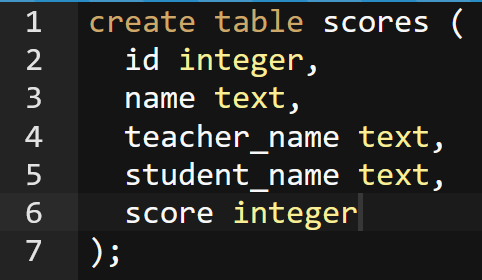 1 create table scores (
2   id integer,
3   name text,
4   teacher_name text,
5   student_name text,
6   score integer
7 );